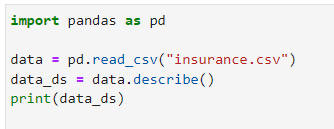 import pandas as pd
data = pd.read_csv("insurance.csv")
data_ds = data.describe()
print(data_ds)